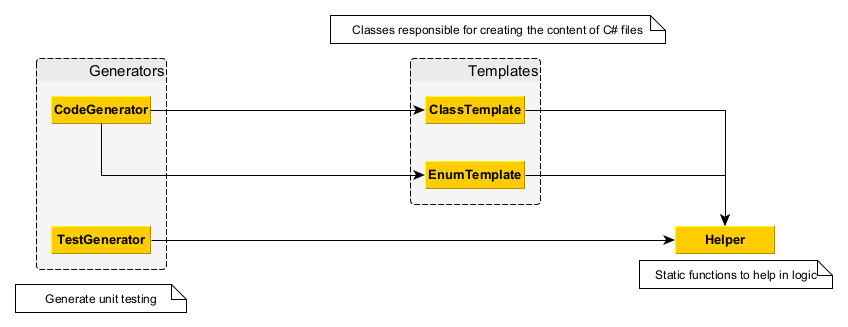 Classes responsible for creating the content of C# files
Generators
Templates
CodeGenerator
ClassTemplate
EnumTemplate
TestGenerator
Helper
Static functions to help in logic
Generate unit testing